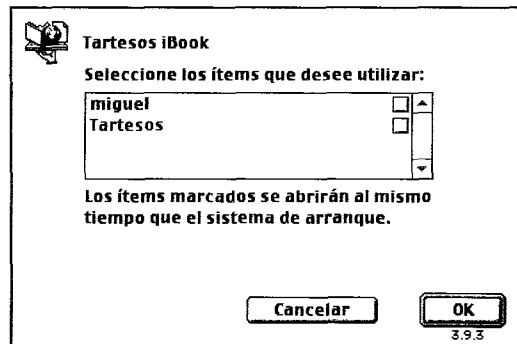 Tartesos iBook
Seleccione los ítems que desee utilizar:
miguel
Tartesos
Los ítems marcados se abrirán al mismo
tiempo que el sistema de arranque.
Cancelar
OK
3.9.3